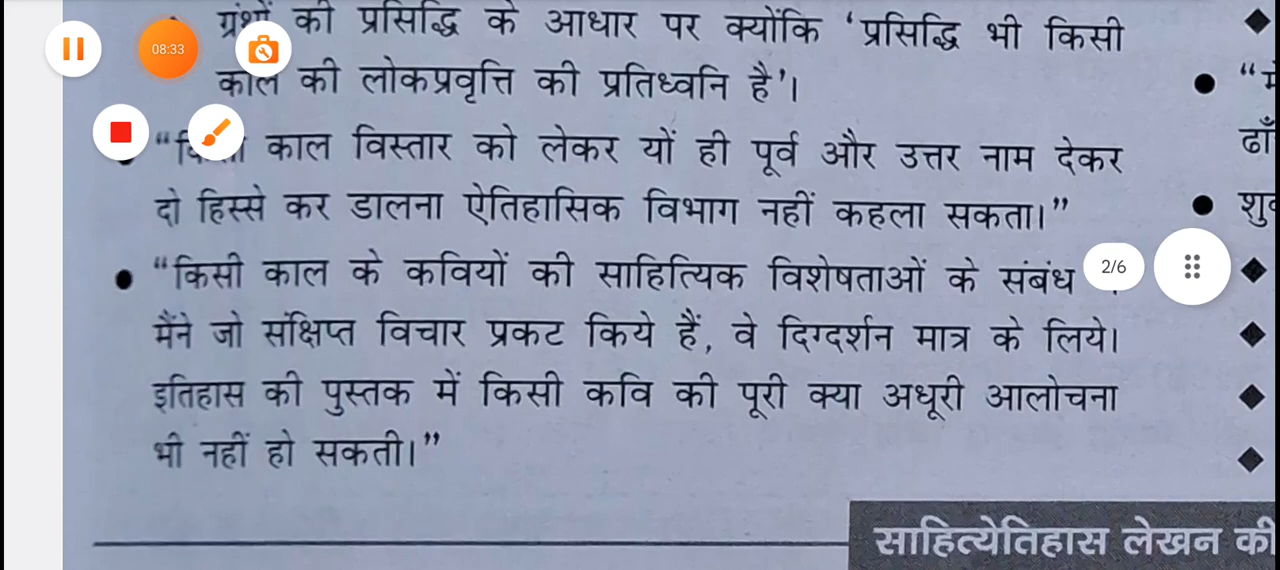 ग्रंथों की प्रसिद्धि के आधार पर क्योंकि ‘प्रसिद्धि भी किसी
08:33
काल की लोकप्रवृत्ति की प्रतिध्वनि है’।
काल विस्तार को लेकर यों ही पूर्व और उत्तर नाम देकर
दो हिस्से कर डालना ऐतिहासिक विभाग नहीं कहला सकता।”
“किसी काल के कवियों की साहित्यिक विशेषताओं के संबंध
2/6
मैंने जो संक्षिप्त विचार प्रकट किये हैं, वे दिग्दर्शन मात्र के लिये।
इतिहास की पुस्तक में किसी कवि की पूरी क्या अधूरी आलोचना
भी नहीं हो सकती।”
साहित्येतिहास लेखन की